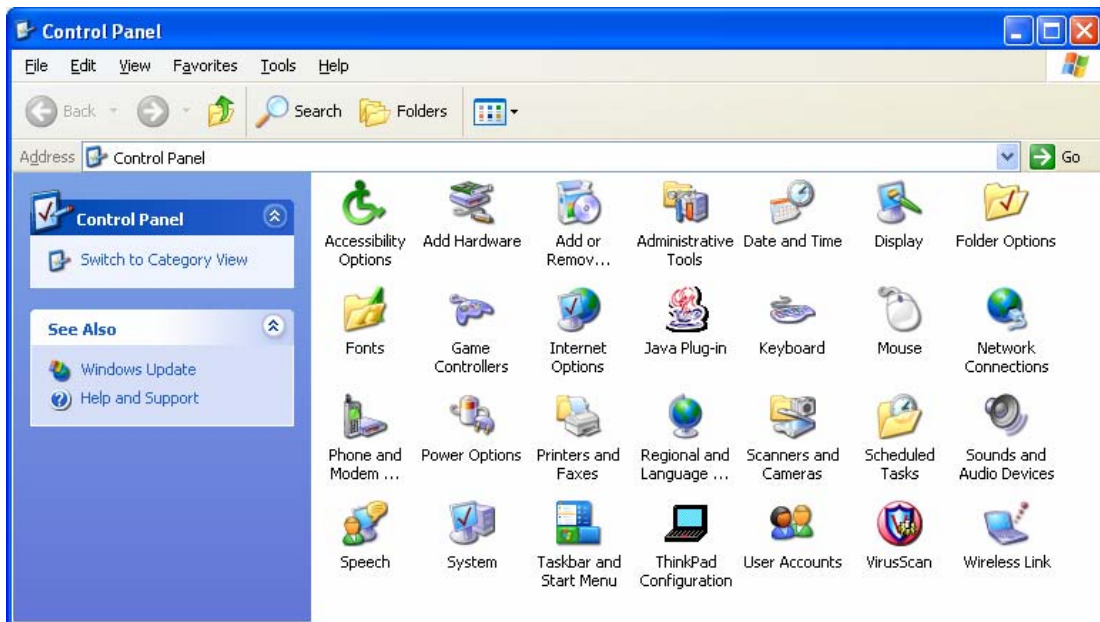 Control Panel
File Edit View Favorites Tools Help
Back Search Folders
Address Control Panel Go
Control Panel
Switch to Category View
See Also
Windows Update
Help and Support
Accessibility Options
Add Hardware
Add or Remov...
Administrative Tools
Date and Time
Display
Folder Options
Fonts
Game Controllers
Internet Options
Java Plug-in
Keyboard
Mouse
Network Connections
Phone and Modem ...
Power Options
Printers and Faxes
Regional and Language ...
Scanners and Cameras
Scheduled Tasks
Sounds and Audio Devices
Speech
System
Taskbar and Start Menu
ThinkPad Configuration
User Accounts
VirusScan
Wireless Link